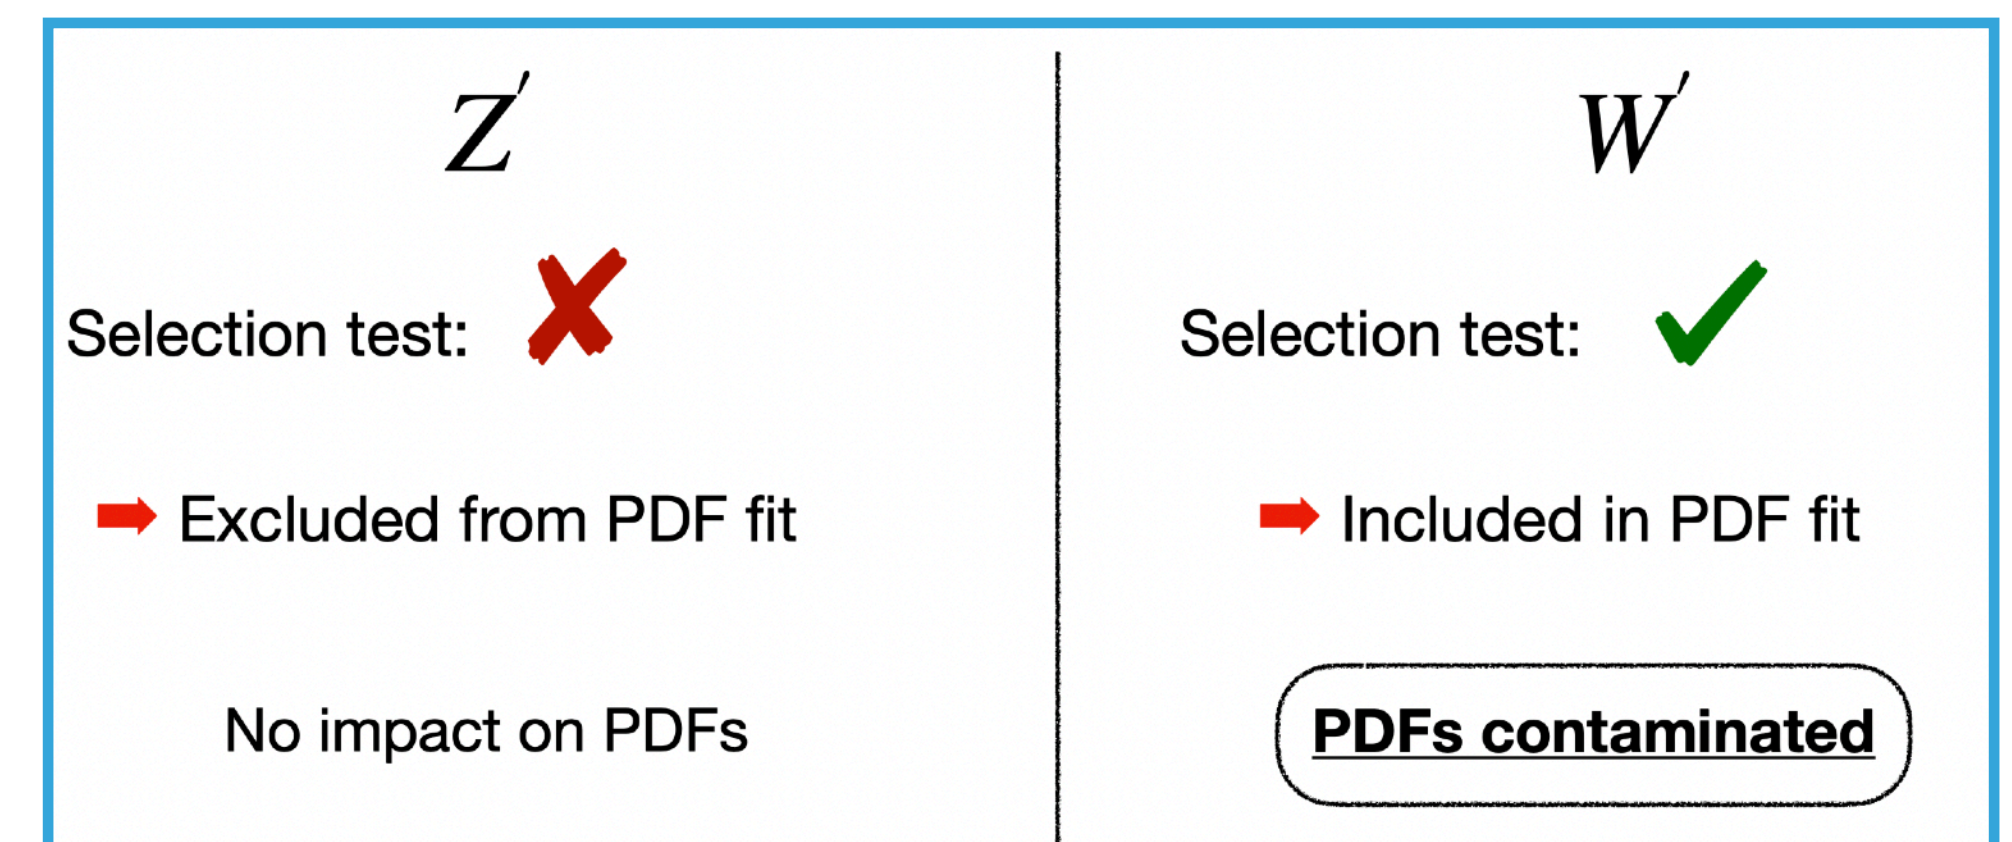 Z′
Selection test: ✘
➡ Excluded from PDF fit
No impact on PDFs
W′
Selection test: ✔
➡ Included in PDF fit
PDFs contaminated